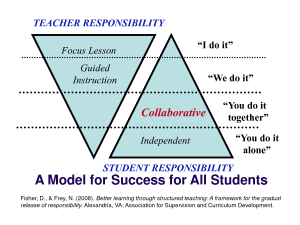 TEACHER RESPONSIBILITY
Focus Lesson
“I do it”
Guided
Instruction
“We do it”
Collaborative
“You do it
together”
Independent
“You do it
alone”
STUDENT RESPONSIBILITY
A Model for Success for All Students
Fisher, D., & Frey, N. (2008). Better learning through structured teaching: A framework for the gradual
release of responsibility. Alexandria, VA: Association for Supervision and Curriculum Development.